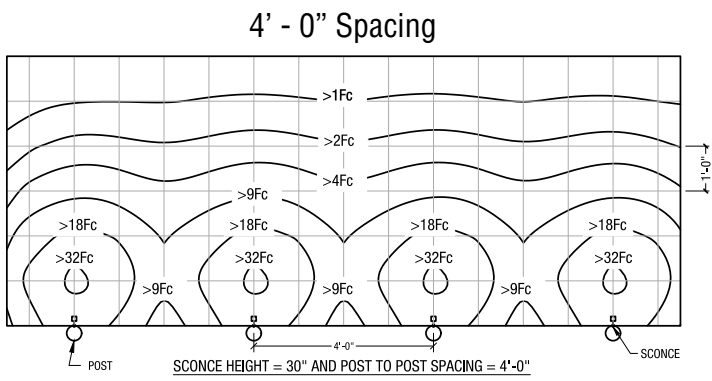 4' - 0" Spacing
>1Fc
>2Fc
>4Fc
1'-0"
>9Fc
>18Fc >18Fc >18Fc >18Fc
>32Fc >32Fc >32Fc >32Fc
>9Fc >9Fc >9Fc
4'-0"
POST
SCONCE HEIGHT = 30" AND POST TO POST SPACING = 4'-0"
SCONCE